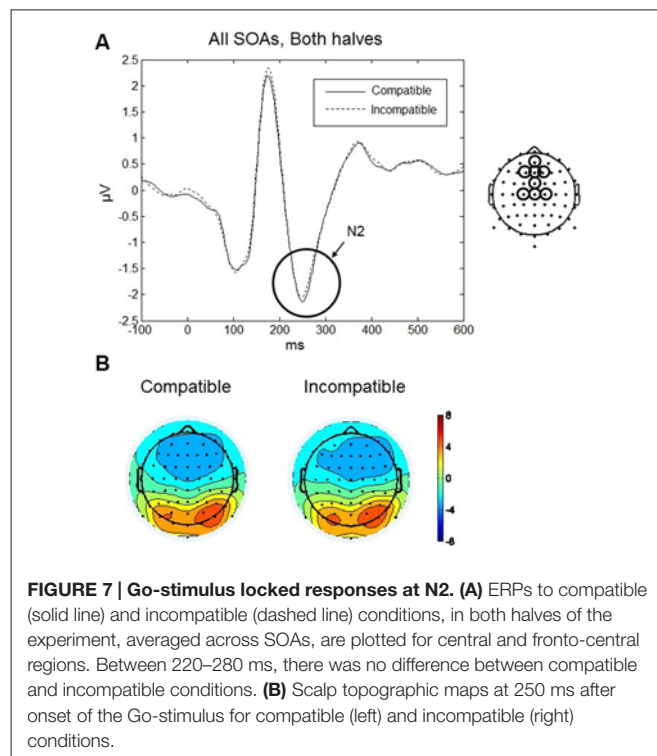 A
All SOAs, Both halves
2.5
2
1.5
1
0.5
0
-0.5
-1
-1.5
-2
2.5
µV
Compatible
Incompatible
N2
-100 0 100 200 300 400 500 600
ms
B
Compatible Incompatible
8
4
0
-4
-8
FIGURE 7 | Go-stimulus locked responses at N2. (A) ERPs to compatible
(solid line) and incompatible (dashed line) conditions, in both halves of the
experiment, averaged across SOAs, are plotted for central and fronto-central
regions. Between 220–280 ms, there was no difference between compatible
and incompatible conditions. (B) Scalp topographic maps at 250 ms after
onset of the Go-stimulus for compatible (left) and incompatible (right)
conditions.